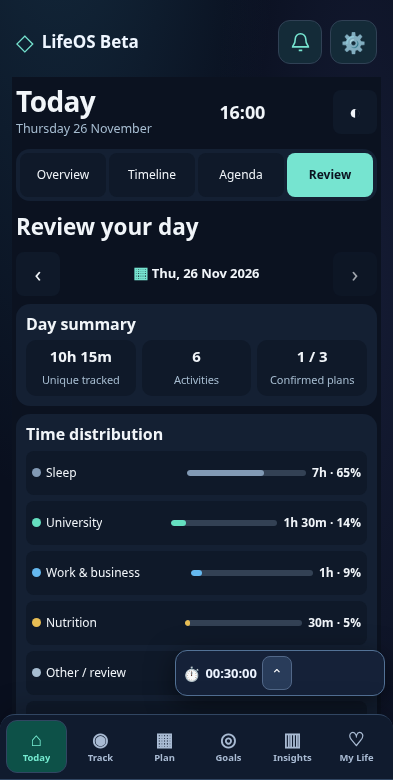 LifeOS Beta
Today
Thursday 26 November
16:00
Overview Timeline Agenda Review
Review your day
Thu, 26 Nov 2026
Day summary
10h 15m 6 1 / 3
Unique tracked Activities Confirmed plans
Time distribution
Sleep 7h · 65%
University 1h 30m · 14%
Work & business 1h · 9%
Nutrition 30m · 5%
Other / review
00:30:00
Today Track Plan Goals Insights My Life